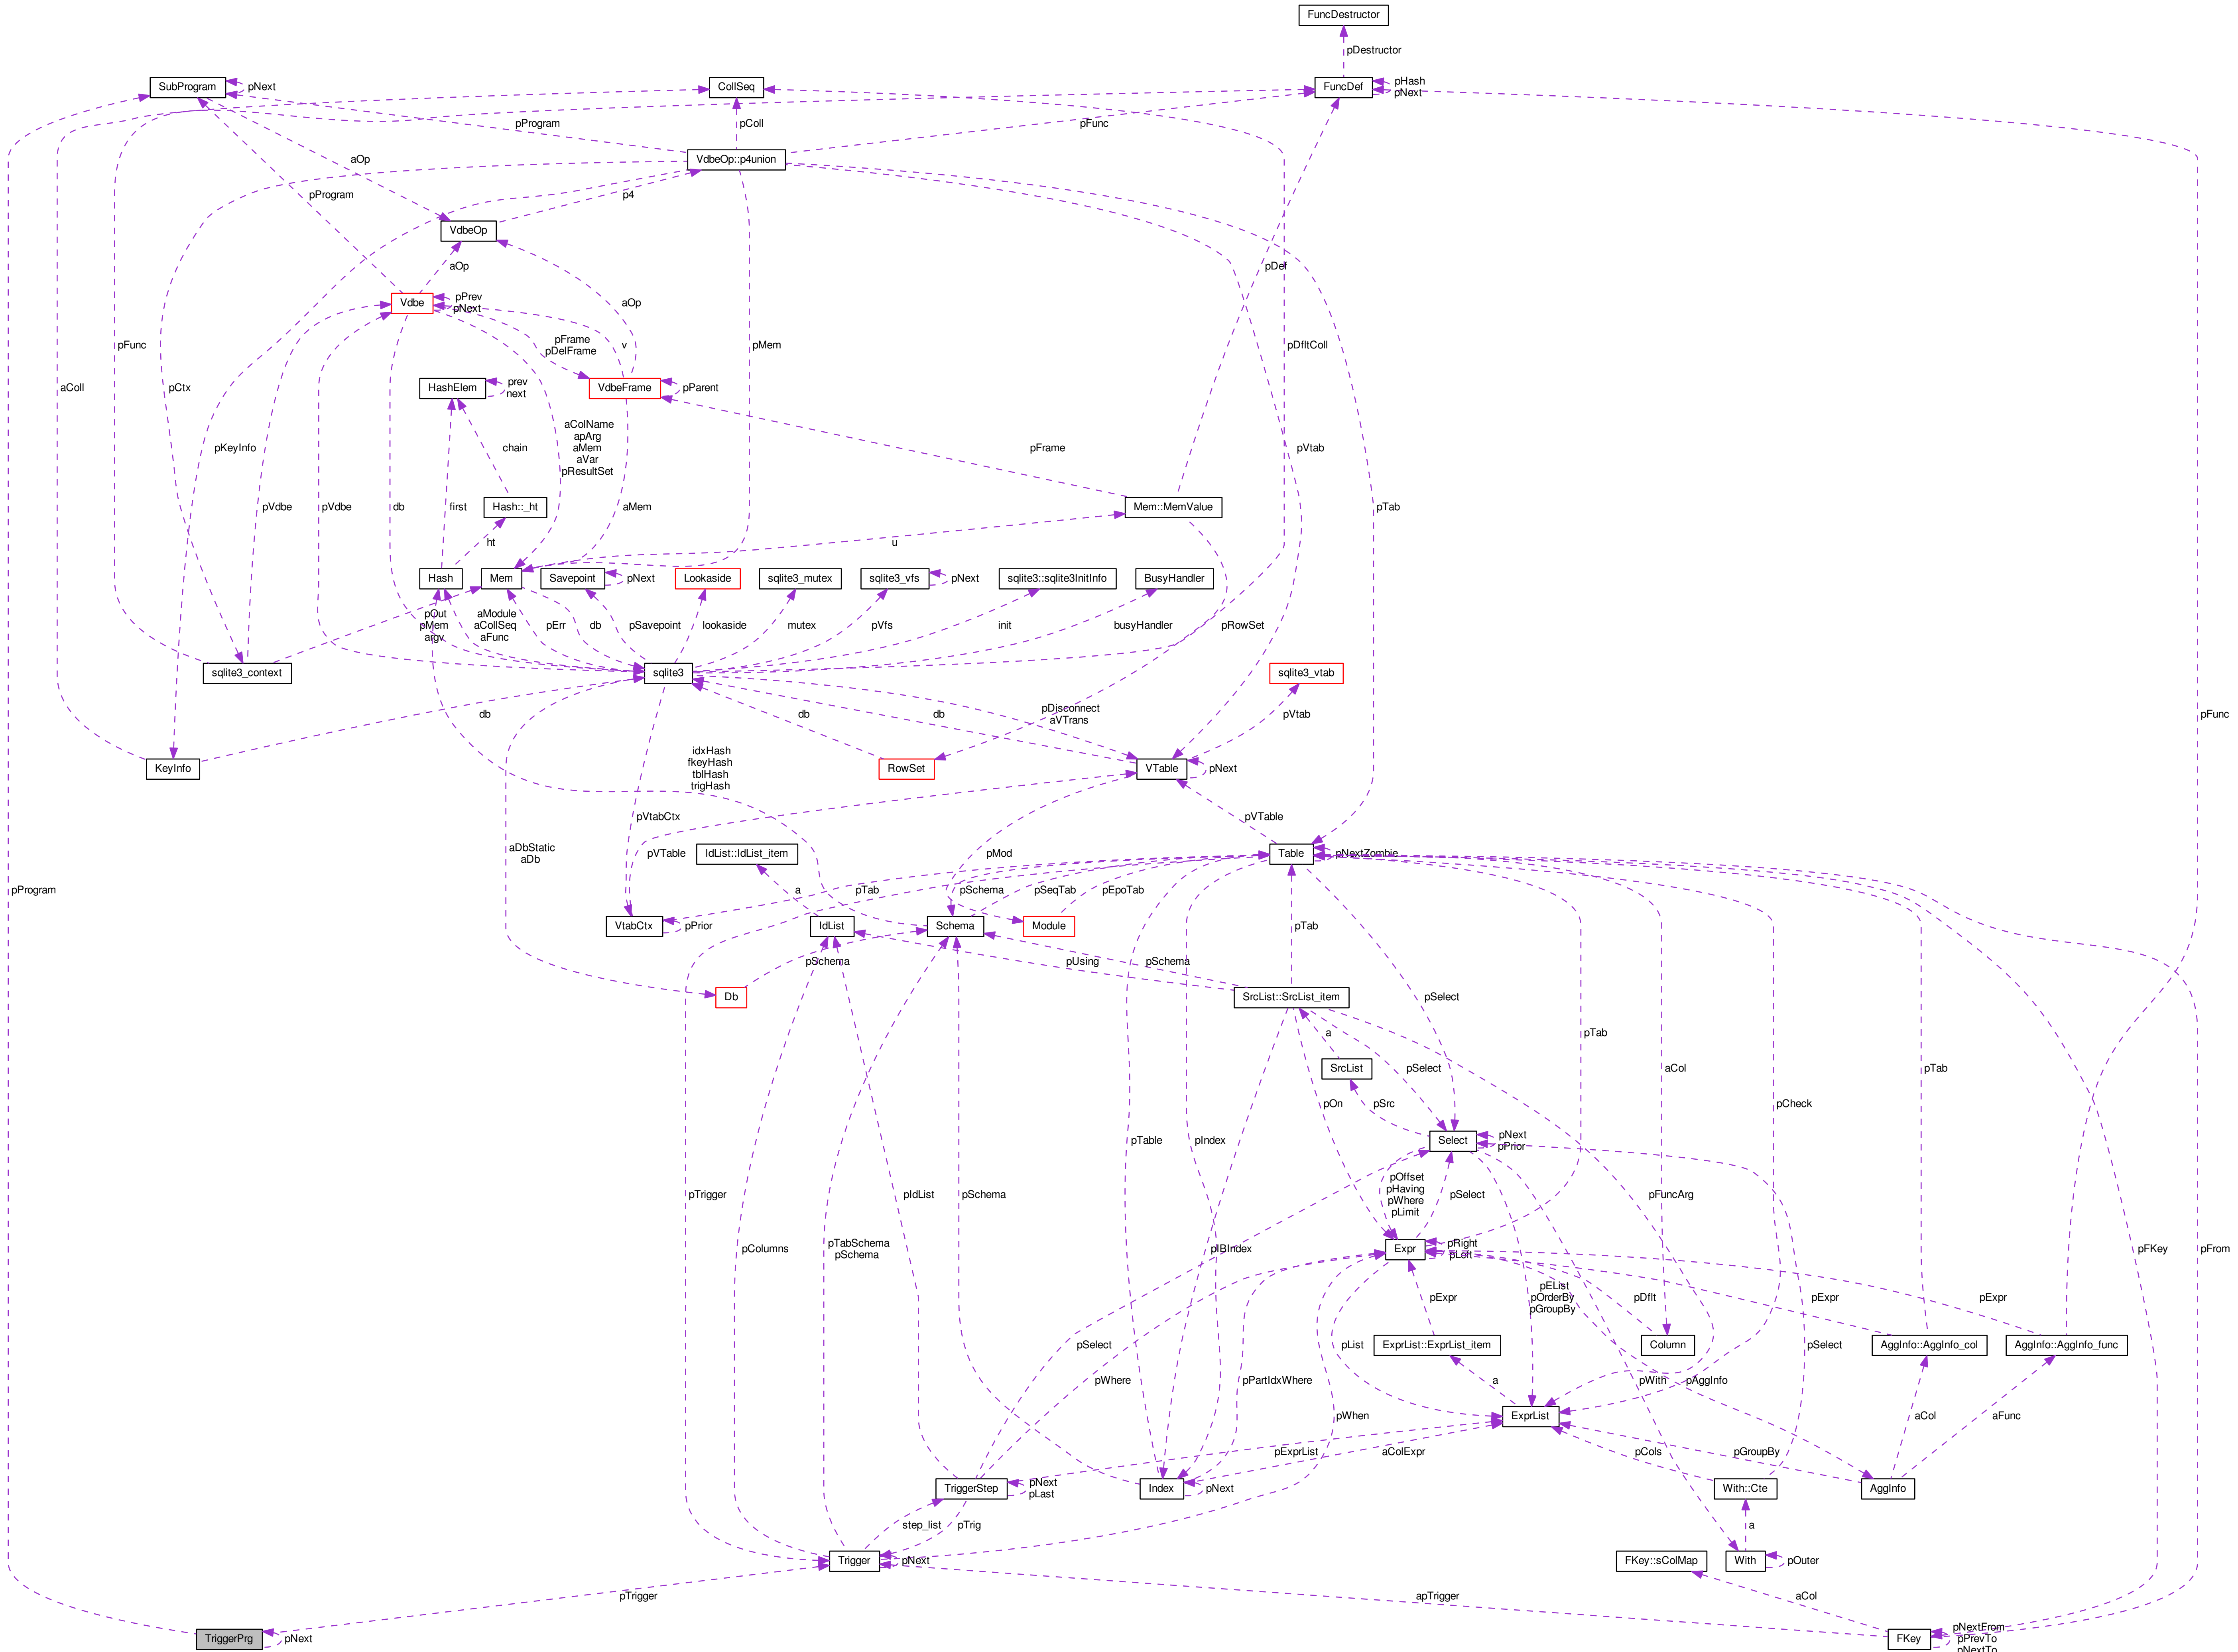 FuncDestructor
pDestructor
SubProgram
pNext
CollSeq
FuncDef
pHash
pNext
pProgram
pColl
pFunc
aOp
VdbeOp::p4union
pProgram
p4
VdbeOp
aOp
pDef
Vdbe
pPrev
pNext
aOp
pFunc
pFrame
pDelFrame
v
pMem
pDfltColl
aColl
pCtx
HashElem
prev
next
VdbeFrame
pParent
pKeyInfo
chain
aColName
apArg
aMem
aVar
pResultSet
pFrame
pVtab
pVdbe
pVdbe
db
first
Hash::_ht
aMem
Mem::MemValue
pTab
ht
u
Hash
Mem
Savepoint
pNext
Lookaside
sqlite3_mutex
sqlite3_vfs
pNext
sqlite3::sqlite3InitInfo
BusyHandler
pOut
pMem
argv
aModule
aCollSeq
aFunc
pErr
db
pSavepoint
lookaside
mutex
pVfs
init
busyHandler
pRowSet
sqlite3_context
sqlite3
sqlite3_vtab
db
db
pDisconnect
aVTrans
db
pVtab
pFunc
idxHash
fkeyHash
tblHash
trigHash
KeyInfo
RowSet
VTable
pNext
pVtabCtx
pVTable
aDbStatic
aDb
pVTable
IdList::IdList_item
pMod
Table
pNextZombie
pProgram
a
pTab
pSchema
pSeqTab
pEpoTab
VtabCtx
pPrior
IdList
Schema
Module
pTab
pSchema
pUsing
pSchema
Db
SrcList::SrcList_item
pSelect
a
pTab
SrcList
pSelect
aCol
pTab
pOn
pSrc
pCheck
pTable
pIndex
Select
pNext
pPrior
pTrigger
pIdList
pSchema
pOffset
pHaving
pWhere
pLimit
pSelect
pFuncArg
pColumns
pTabSchema
pSchema
pIBIndex
Expr
pRight
pLeft
pFKey
pFrom
pExpr
pEList
pOrderBy
pGroupBy
pDflt
pExpr
pExpr
pSelect
pList
ExprList::ExprList_item
Column
AggInfo::AggInfo_col
AggInfo::AggInfo_func
pSelect
pWhere
pPartIdxWhere
a
pWith
pAggInfo
pWhen
ExprList
aCol
aFunc
pExprList
aColExpr
pCols
pGroupBy
TriggerStep
pNext
pLast
Index
pNext
With::Cte
AggInfo
step_list
pTrig
a
Trigger
pNext
FKey::sColMap
With
pOuter
pTrigger
apTrigger
aCol
TriggerPrg
pNext
FKey
pNextFrom
pPrevTo
pNextTo